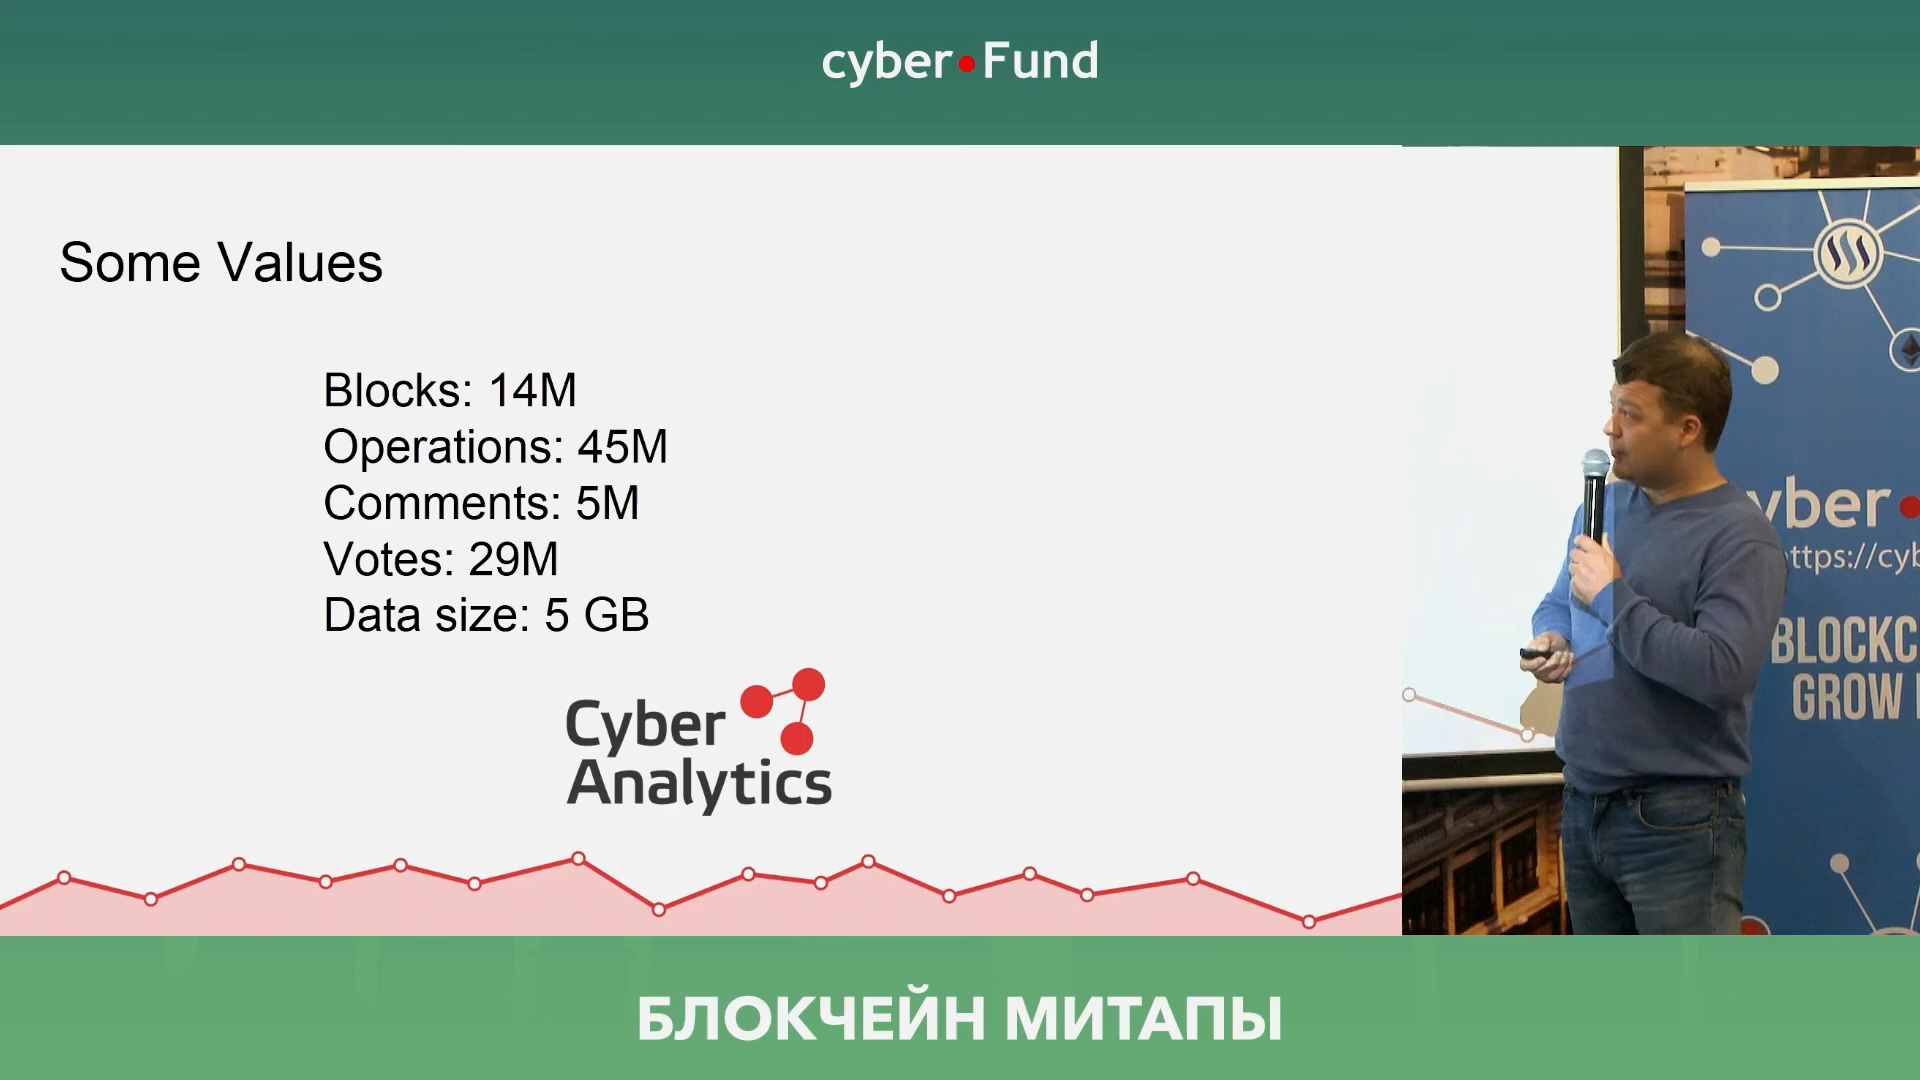 cyber•Fund
Some Values
Blocks: 14M
Operations: 45M
Comments: 5M
Votes: 29M
Data size: 5 GB
Cyber
Analytics
yber•
ttps://cyb
BLOCKC
GROW
БЛОКЧЕЙН МИТАПЫ